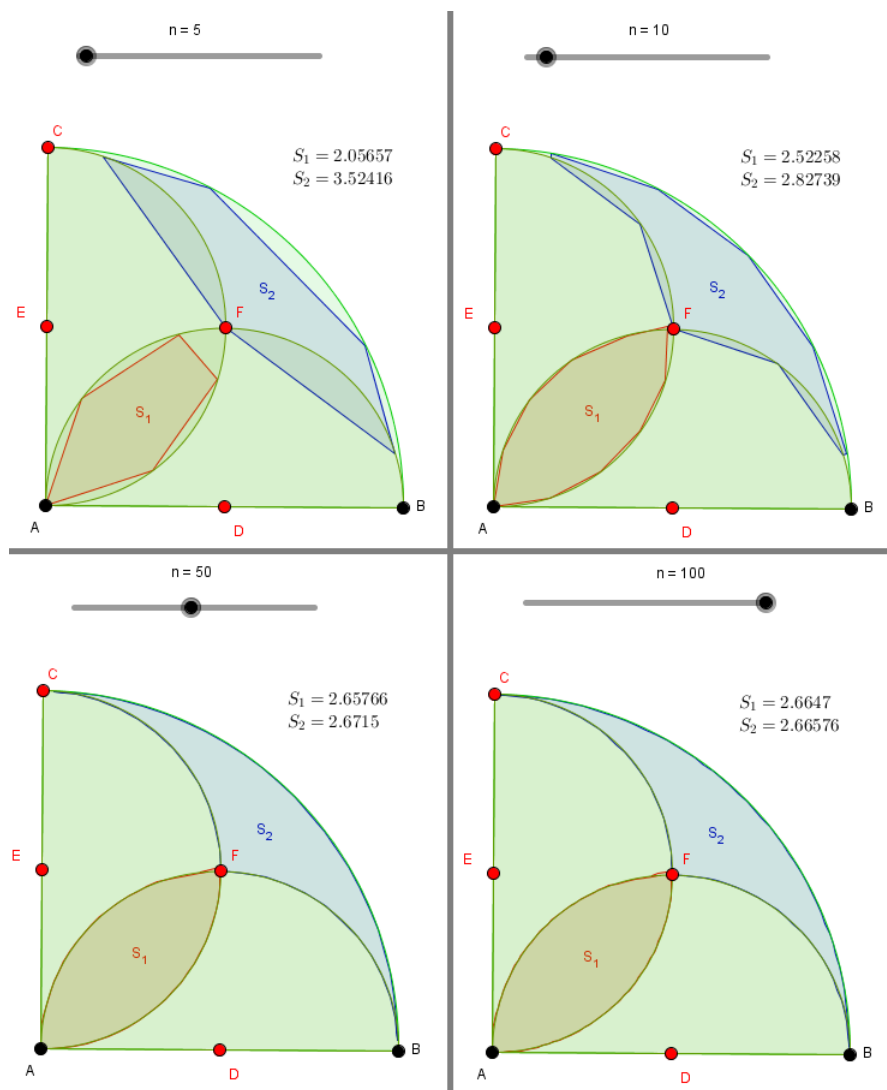 n = 5
C
S₁ = 2.05657
S₂ = 3.52416
S₂
E
F
S₁
A
D
B
n = 10
C
S₁ = 2.52258
S₂ = 2.82739
S₂
E
F
S₁
A
D
B
n = 50
C
S₁ = 2.65766
S₂ = 2.6715
S₂
E
F
S₁
A
D
B
n = 100
C
S₁ = 2.6647
S₂ = 2.66576
S₂
E
F
S₁
A
D
B